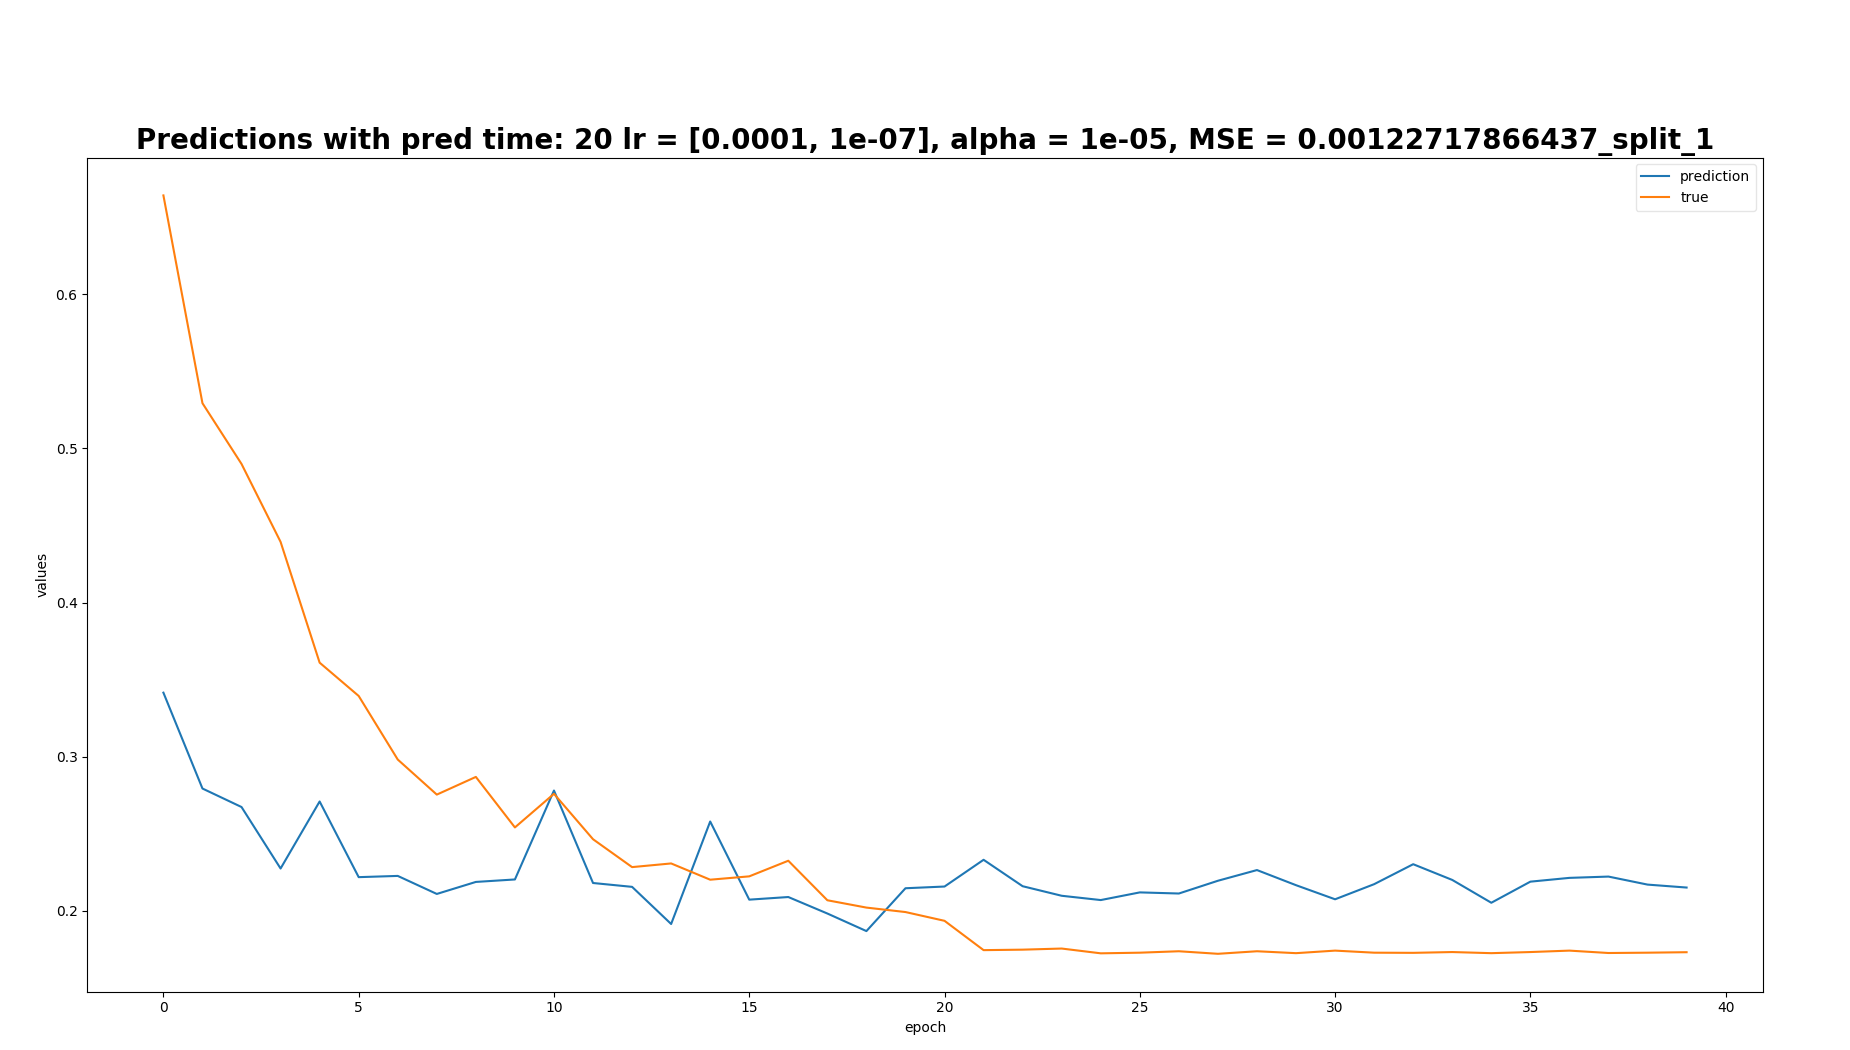 Predictions with pred time: 20 lr = [0.0001, 1e-07], alpha = 1e-05, MSE = 0.00122717866437_split_1
prediction
true
values
0.6
0.5
0.4
0.3
0.2
0 5 10 15 20 25 30 35 40
epoch